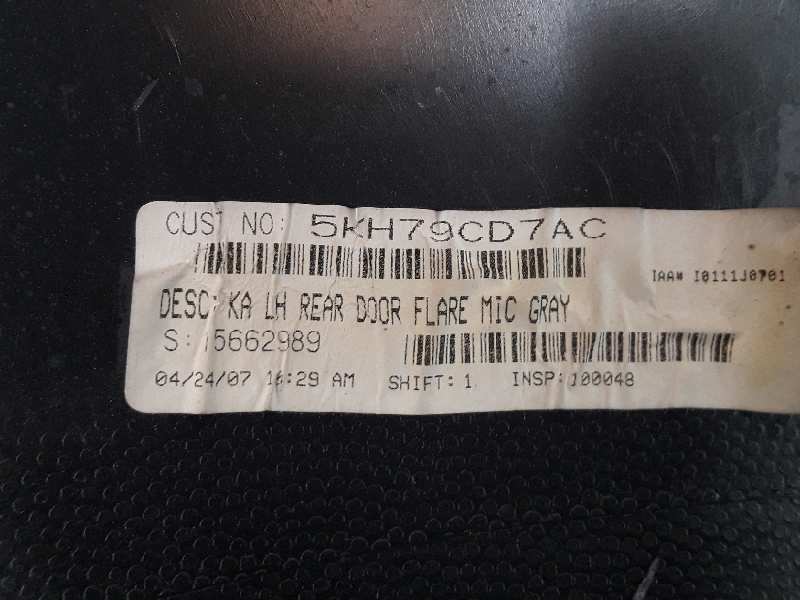 CUST NO: 5KH79CD7AC
IAA# I0111J0701
DESC: KA LH REAR DOOR FLARE MIC GRAY
S: 15662989
04/24/07 10:29 AM SHIFT: 1 INSP: 100048